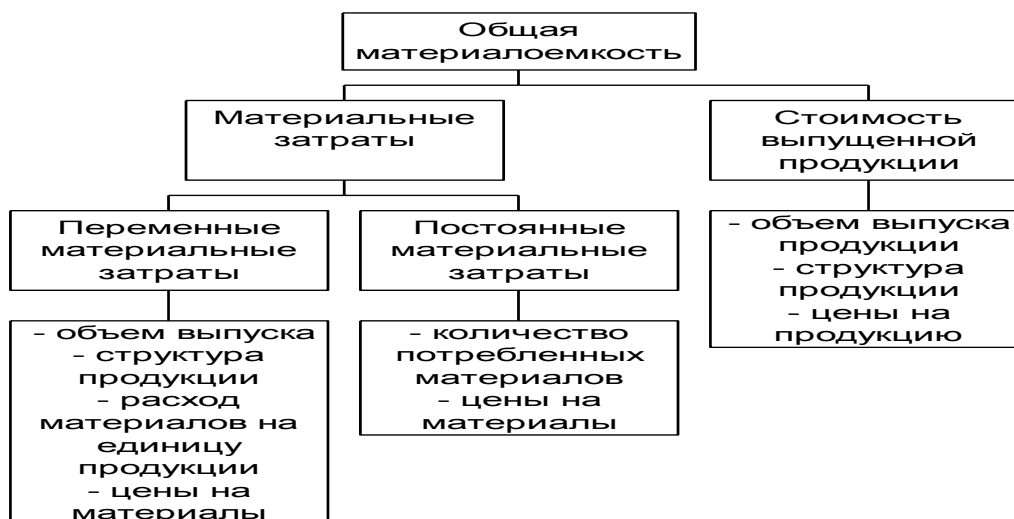 Общая
материалоемкость
Материальные
затраты
Стоимость
выпущенной
продукции
Переменные
материальные
затраты
Постоянные
материальные
затраты
- объем выпуска
продукции
- структура
продукции
- цены на
продукцию
- объем выпуска
- структура
продукции
- расход
материалов на
единицу
продукции
- цены на
материалы
- количество
потребленных
материалов
- цены на
материалы